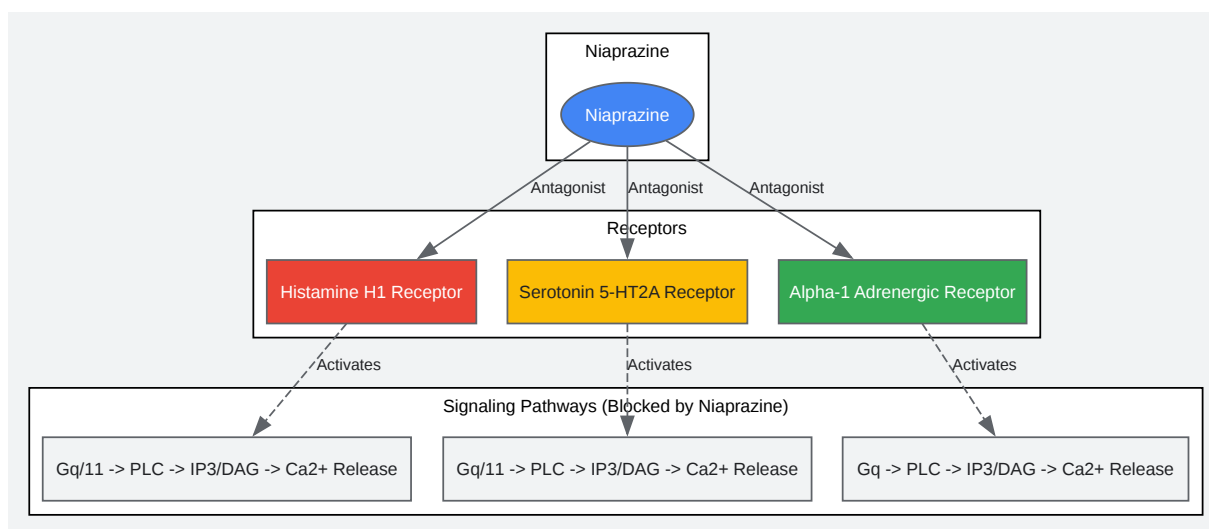 Niaprazine
Niaprazine
Antagonist Antagonist Antagonist
Receptors
Histamine H1 Receptor Serotonin 5-HT2A Receptor Alpha-1 Adrenergic Receptor
Activates Activates Activates
Signaling Pathways (Blocked by Niaprazine)
Gq/11 -> PLC -> IP3/DAG -> Ca2+ Release Gq/11 -> PLC -> IP3/DAG -> Ca2+ Release Gq -> PLC -> IP3/DAG -> Ca2+ Release